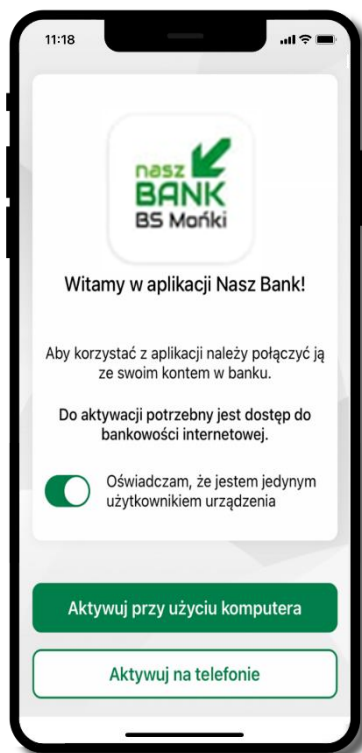 11:18
nasz
BANK
BS Mońki
Witamy w aplikacji Nasz Bank!
Aby korzystać z aplikacji należy połączyć ją
ze swoim kontem w banku.
Do aktywacji potrzebny jest dostęp do
bankowości internetowej.
Oświadczam, że jestem jedynym
użytkownikiem urządzenia
Aktywuj przy użyciu komputera
Aktywuj na telefonie